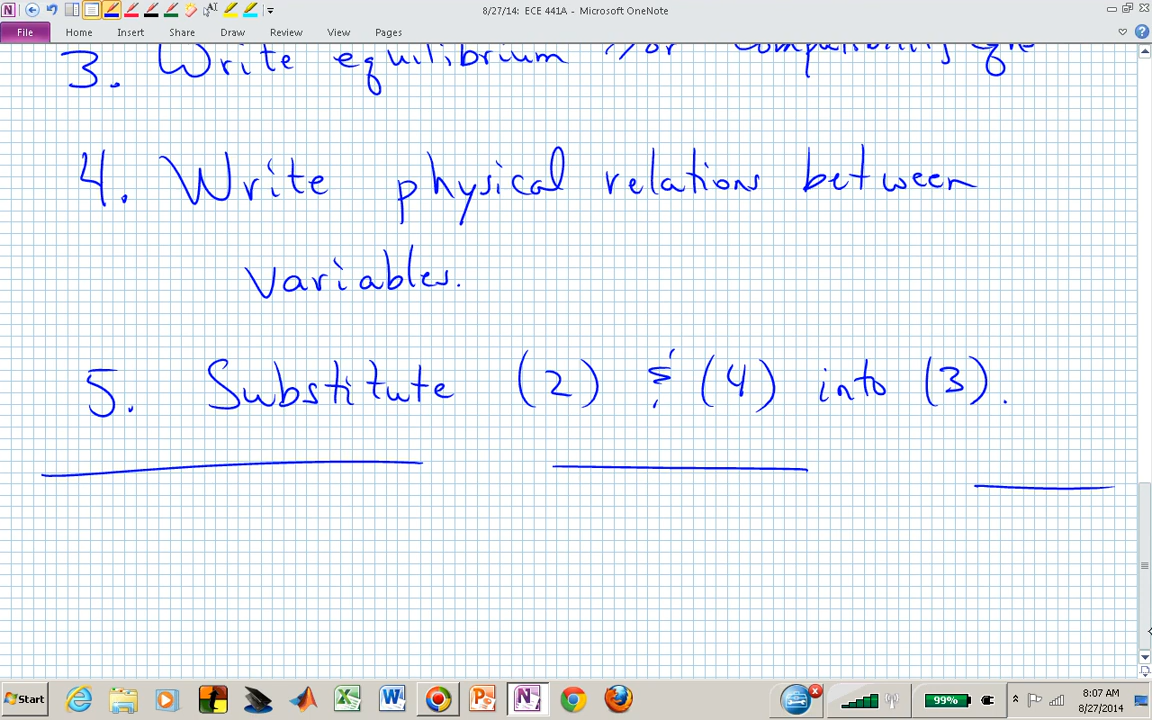 8/27/14: ECE 441A - Microsoft OneNote
File Home Insert Share Draw Review View Pages
3. Write equilibrium /or
4. Write physical relations between
variables.
5. Substitute (2) & (4) into (3).
Start
99%
8:07 AM
8/27/2014